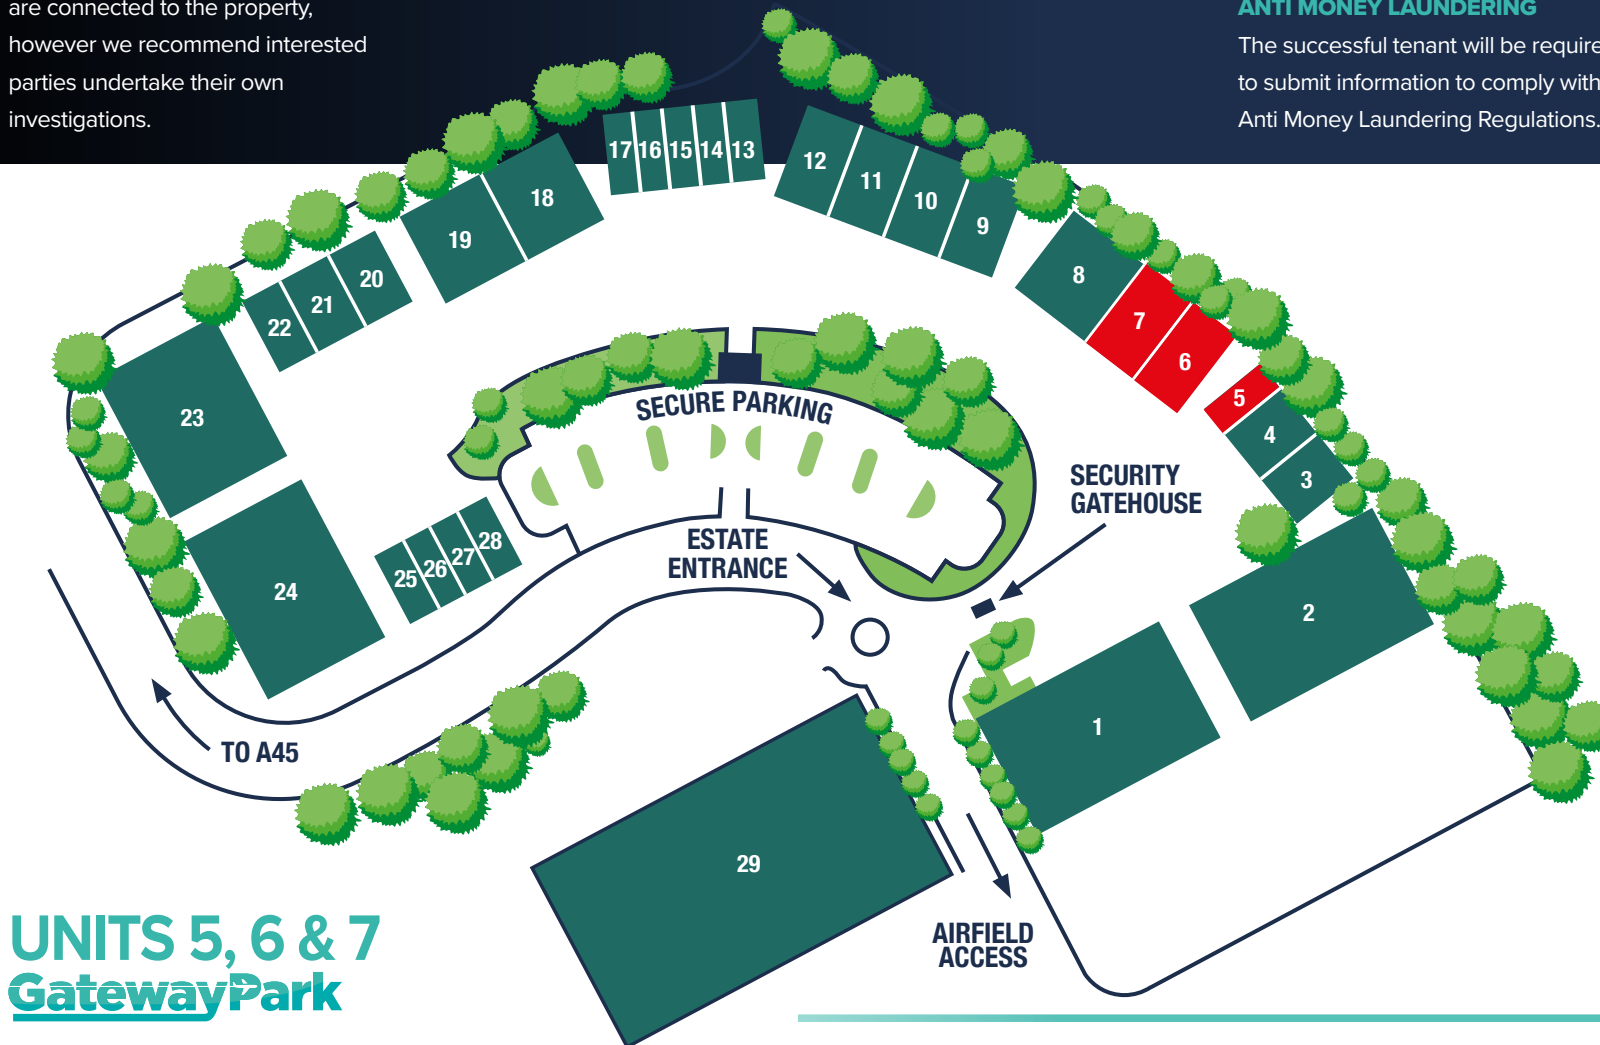 are connected to the property,
however we recommend interested
parties undertake their own
investigations.
ANTI MONEY LAUNDERING
The successful tenant will be require
to submit information to comply with
Anti Money Laundering Regulations.
17
16
15
14
13
12
11
10
9
18
19
20
21
22
8
7
6
5
4
3
23
24
25
26
27
28
SECURE PARKING
SECURITY
GATEHOUSE
ESTATE
ENTRANCE
2
1
TO A45
29
AIRFIELD
ACCESS
UNITS 5, 6 & 7
GatewayPark